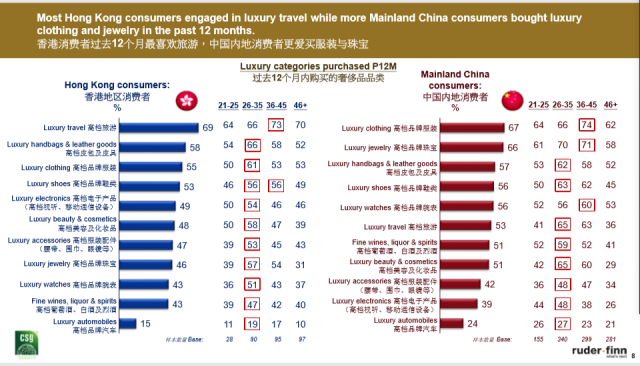 Most Hong Kong consumers engaged in luxury travel while more Mainland China consumers bought luxury
clothing and jewelry in the past 12 months.
香港消费者过去12个月最喜欢旅游，中国内地消费者更爱买服装与珠宝
Luxury categories purchased P12M
过去12个月内购买的奢侈品品类
Hong Kong consumers:
香港地区消费者
%
21-25 26-35 36-45 46+
Luxury travel 高档旅游 69 64 66 73 70
Luxury handbags & leather goods
高档皮包及皮具 58 54 66 58 52
Luxury clothing 高档品牌服装 55 50 61 53 53
Luxury shoes 高档品牌鞋类 53 46 56 56 49
Luxury electronics 高档电子产品
（高档视听、移动通信设备） 49 50 54 46 46
Luxury beauty & cosmetics
高档美容及化妆品 48 50 58 47 39
Luxury accessories 高档服装配件
（腰带、围巾、眼镜等） 47 39 53 45 43
Luxury jewelry 高档品牌珠宝 46 39 57 54 31
Luxury watches 高档品牌腕表 43 36 51 43 37
Fine wines, liquor & spirits
高档葡萄酒、白酒及烈酒 43 39 47 42 40
Luxury automobiles
高档品牌汽车 15 11 19 17 10
样本数量 Base: 28 90 95 97
Mainland China
consumers:
中国内地消费者
%
21-25 26-35 36-45 46+
Luxury clothing 高档品牌服装 67 64 66 74 62
Luxury jewelry 高档品牌珠宝 66 61 70 71 58
Luxury handbags & leather goods
高档皮包及皮具 57 53 62 58 52
Luxury shoes 高档品牌鞋类 56 50 63 62 45
Luxury watches 高档品牌腕表 56 52 56 60 53
Luxury travel 高档旅游 53 41 65 63 36
Fine wines, liquor & spirits
高档葡萄酒、白酒及烈酒 51 52 59 52 41
Luxury beauty & cosmetics
高档美容及化妆品 51 42 65 60 29
Luxury accessories 高档服装配件
（腰带、围巾、眼镜等） 42 36 48 47 34
Luxury electronics 高档电子产品
（高档视听、移动通信设备） 39 44 48 38 26
Luxury automobiles
高档品牌汽车 24 26 27 23 21
样本数量 Base: 155 340 299 281
csg
ruder·finn
8